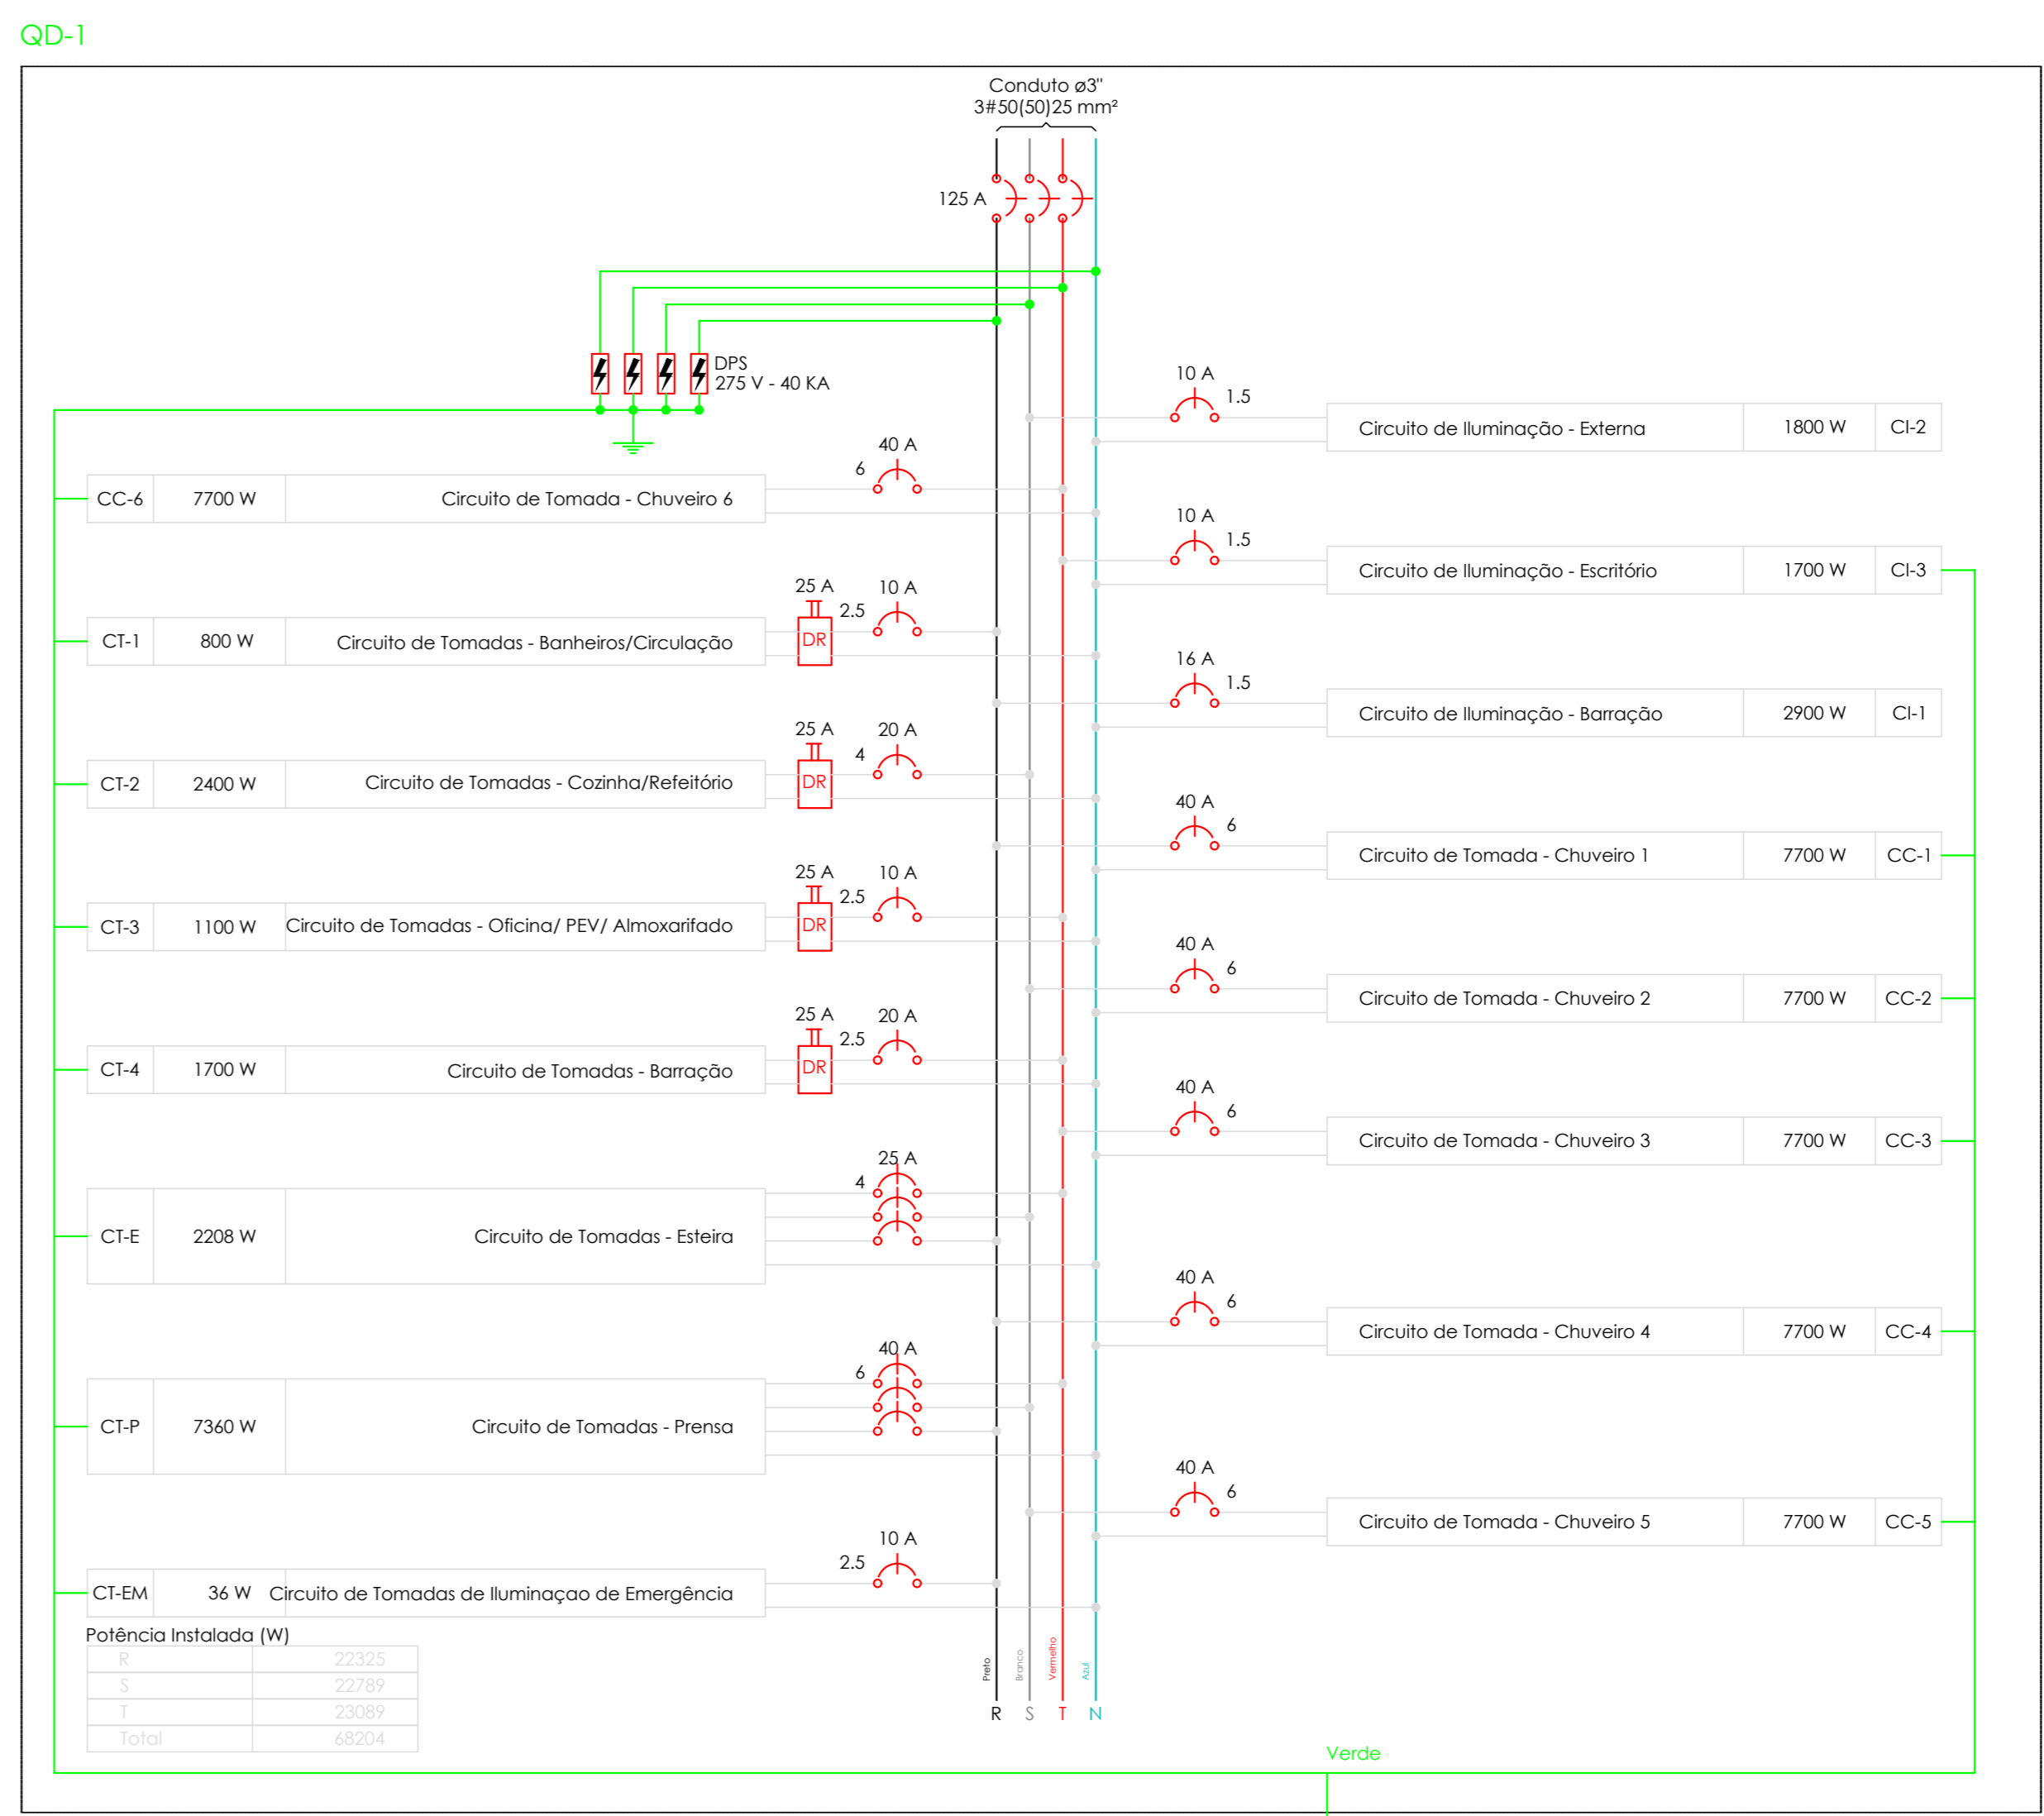 QD-1
Conduto ø3"
3#50(50)25 mm²
125 A
DPS
275 V - 40 KA
10 A
1.5
Circuito de Iluminação - Externa 1800 W CI-2
40 A
6
CC-6 7700 W Circuito de Tomada - Chuveiro 6
10 A
1.5
Circuito de Iluminação - Escritório 1700 W CI-3
25 A 10 A
2.5
CT-1 800 W Circuito de Tomadas - Banheiros/Circulação DR
16 A
1.5
Circuito de Iluminação - Barração 2900 W CI-1
25 A 20 A
4
CT-2 2400 W Circuito de Tomadas - Cozinha/Refeitório DR
40 A
6
Circuito de Tomada - Chuveiro 1 7700 W CC-1
25 A 10 A
2.5
CT-3 1100 W Circuito de Tomadas - Oficina/ PEV/ Almoxarifado DR
40 A
6
Circuito de Tomada - Chuveiro 2 7700 W CC-2
25 A 20 A
2.5
CT-4 1700 W Circuito de Tomadas - Barração DR
40 A
6
Circuito de Tomada - Chuveiro 3 7700 W CC-3
25 A
4
CT-E 2208 W Circuito de Tomadas - Esteira
40 A
6
Circuito de Tomada - Chuveiro 4 7700 W CC-4
40 A
6
CT-P 7360 W Circuito de Tomadas - Prensa
40 A
6
Circuito de Tomada - Chuveiro 5 7700 W CC-5
10 A
2.5
CT-EM 36 W Circuito de Tomadas de Iluminaçao de Emergência
Potência Instalada (W)
R 22325
S 22789
T 23089
Total 68204
Preto Branco Vermelho Azul
R S T N
Verde